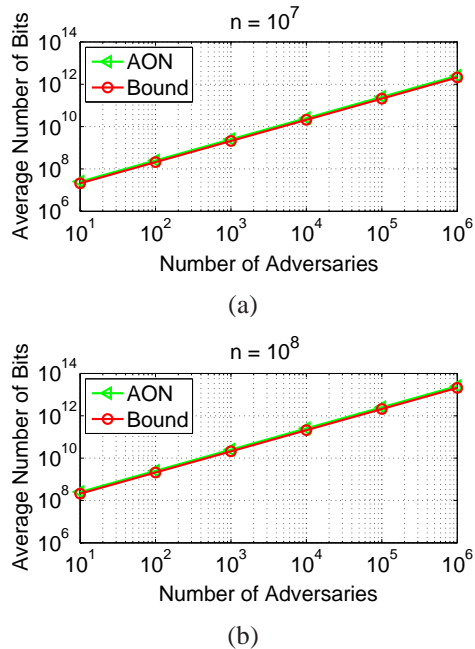 n = 10^7
Average Number of Bits
10^14
10^12
10^10
10^8
10^6
AON
Bound
10^1 10^2 10^3 10^4 10^5 10^6
Number of Adversaries
(a)
n = 10^8
Average Number of Bits
10^14
10^12
10^10
10^8
10^6
AON
Bound
10^1 10^2 10^3 10^4 10^5 10^6
Number of Adversaries
(b)